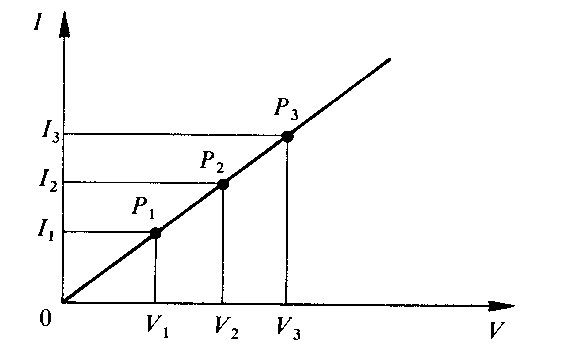 I
P₃
I₃
P₂
I₂
P₁
I₁
0 V₁ V₂ V₃ V